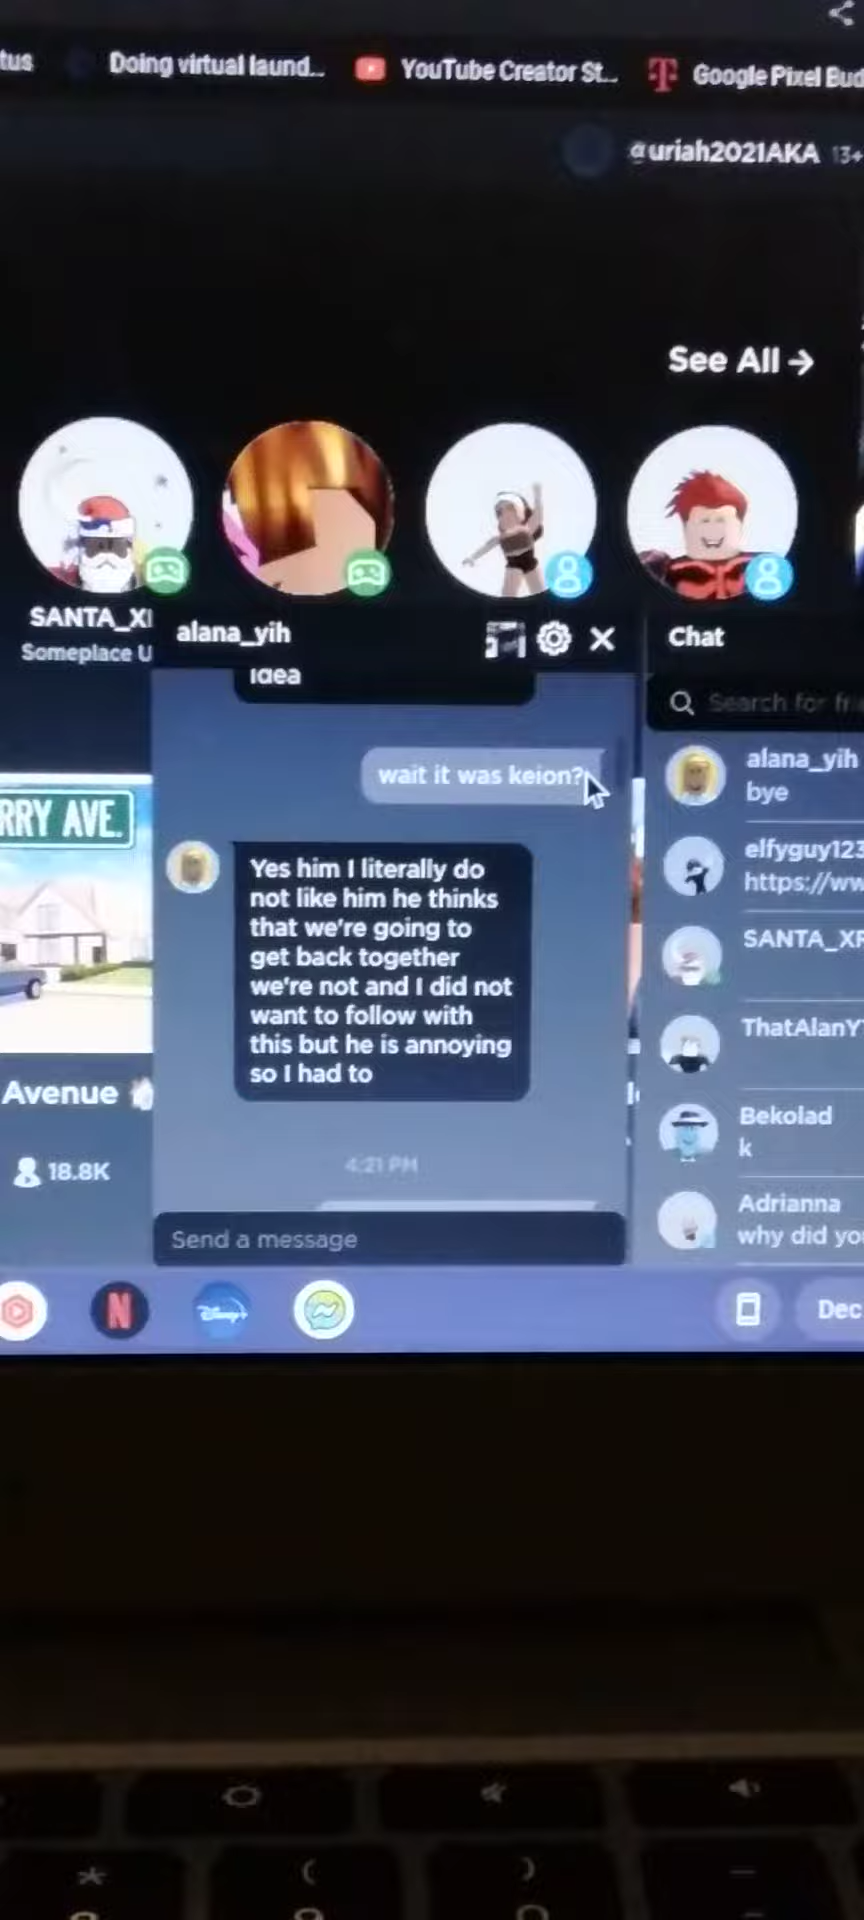 tus
Doing virtual laund...
YouTube Creator St...
Google Pixel Bud
@uriah2021AKA 13+
See All →
SANTA_X
Someplace U
alana_yih
Chat
idea
Search for frie
wait it was keion?
alana_yih
bye
RRY AVE.
Yes him I literally do
not like him he thinks
that we're going to
get back together
we're not and I did not
want to follow with
this but he is annoying
so I had to
elfyguy123
https://ww
SANTA_XF
ThatAlanY
Avenue
Bekolad
k
18.8K
4:21 PM
Adrianna
why did you
Send a message
N
Disney+
Dec
*
(
)